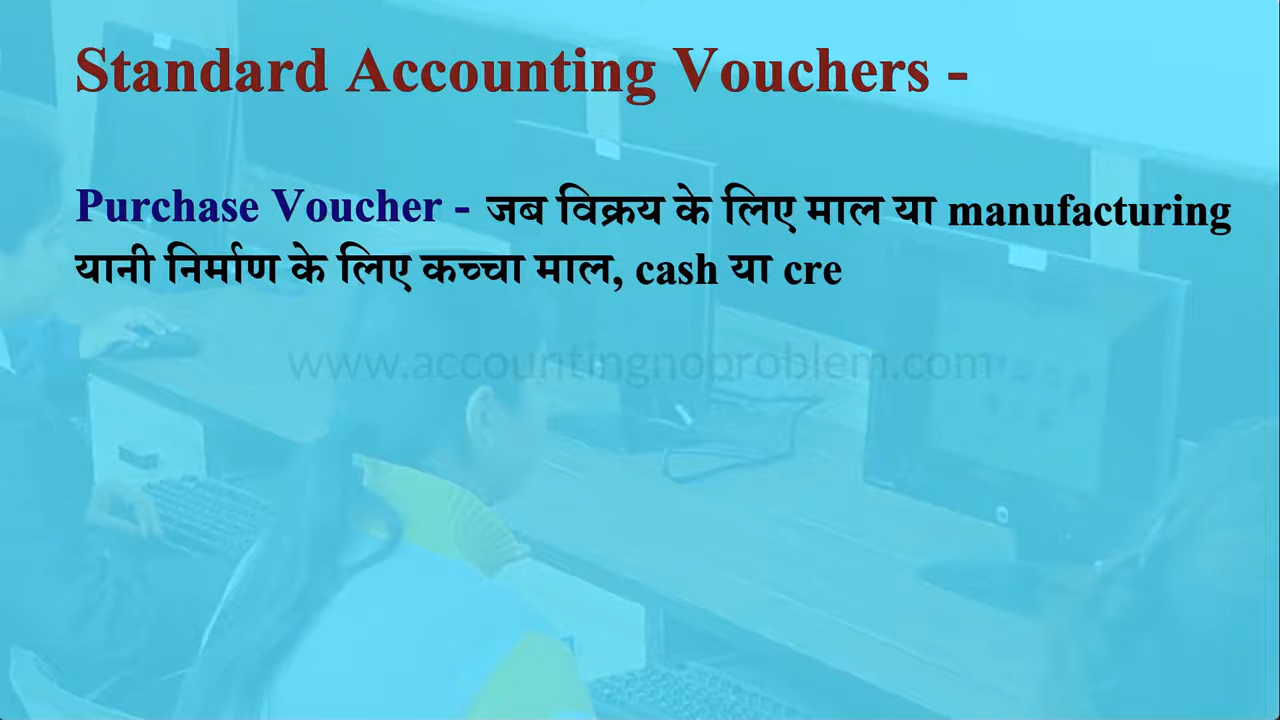 Standard Accounting Vouchers -
Purchase Voucher - जब विक्रय के लिए माल या manufacturing
यानी निर्माण के लिए कच्चा माल, cash या cre
www.accountingnoproblem.com